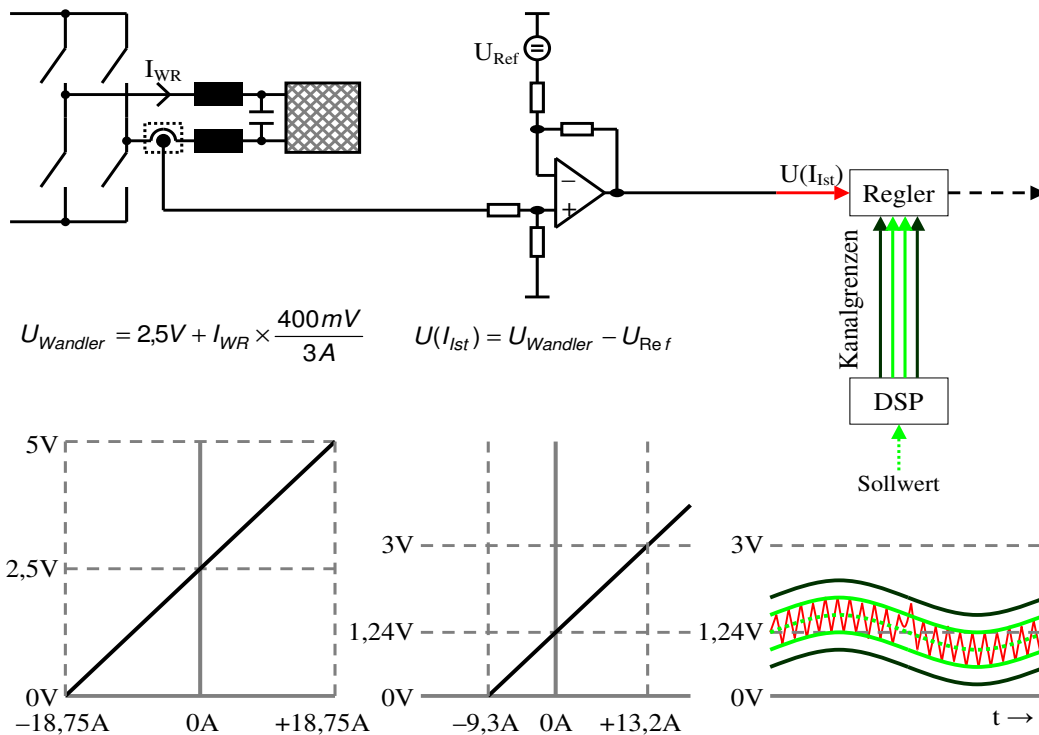 I_WR
U_Ref
=
−
+
U(I_Ist)
Regler
Kanalgrenzen
DSP
Sollwert
U_Wandler = 2,5V + I_WR × 400mV / 3A
U(I_Ist) = U_Wandler − U_Ref
5V
2,5V
0V
−18,75A 0A +18,75A
3V
1,24V
0V
−9,3A 0A +13,2A
3V
1,24V
0V
t →